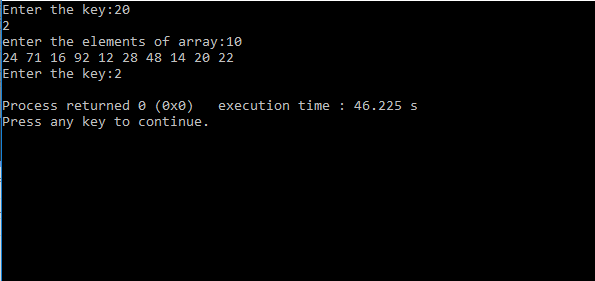 Enter the key:20
2
enter the elements of array:10
24 71 16 92 12 28 48 14 20 22
Enter the key:2
Process returned 0 (0x0)   execution time : 46.225 s
Press any key to continue.